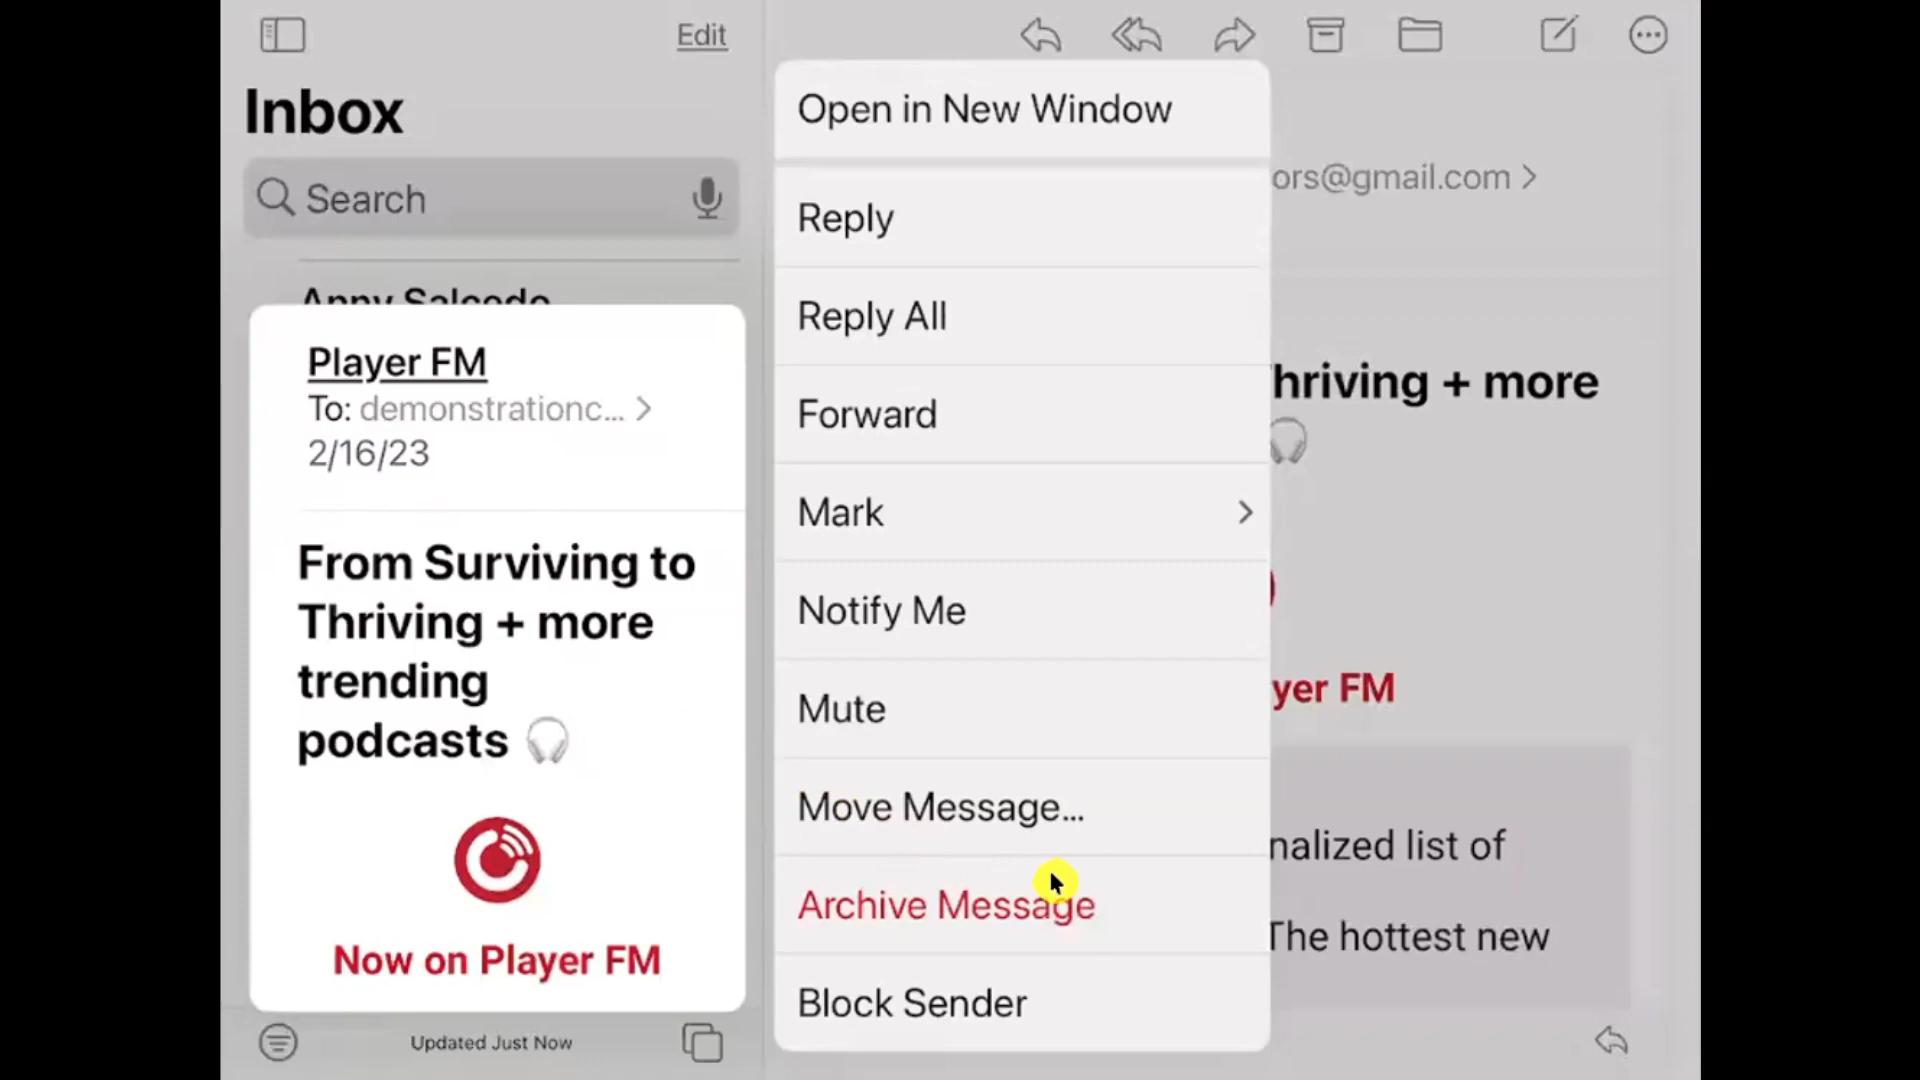 Edit
Inbox
Search
Anny Salcedo
Player FM
To: demonstrationc...
2/16/23
From Surviving to
Thriving + more
trending
podcasts
Now on Player FM
Updated Just Now
Open in New Window
Reply
Reply All
Forward
Mark
Notify Me
Mute
Move Message...
Archive Message
Block Sender
ors@gmail.com
hriving + more
yer FM
nalized list of
The hottest new